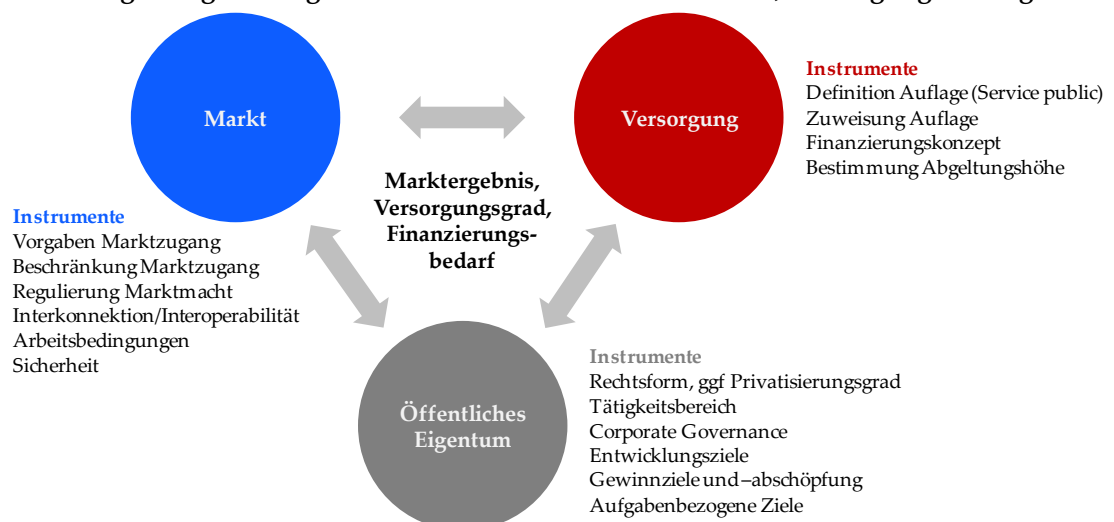 Markt
Versorgung
Instrumente
Definition Auflage (Service public)
Zuweisung Auflage
Finanzierungskonzept
Bestimmung Abgeltungshöhe
Marktergebnis,
Versorgungsgrad,
Finanzierungs-
bedarf
Instrumente
Vorgaben Marktzugang
Beschränkung Marktzugang
Regulierung Marktmacht
Interkonnektion/Interoperabilität
Arbeitsbedingungen
Sicherheit
Öffentliches
Eigentum
Instrumente
Rechtsform, ggf Privatisierungsgrad
Tätigkeitsbereich
Corporate Governance
Entwicklungsziele
Gewinnziele und –abschöpfung
Aufgabenbezogene Ziele